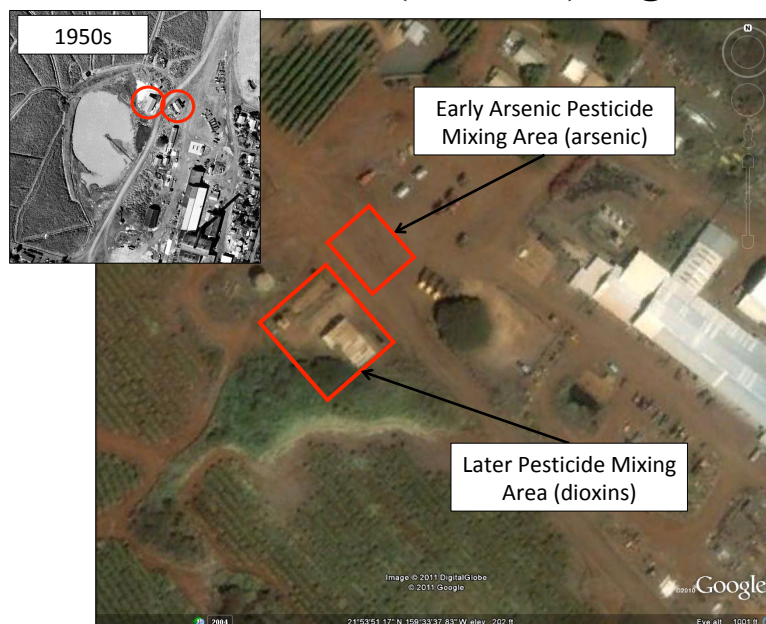 1950s
Early Arsenic Pesticide
Mixing Area (arsenic)
Later Pesticide Mixing
Area (dioxins)
Image © 2011 DigitalGlobe
© 2011 Google
©2010 Google
2004
21°53'51.17" N 159°33'37.83" W elev 202 ft
Eye alt 1001 ft